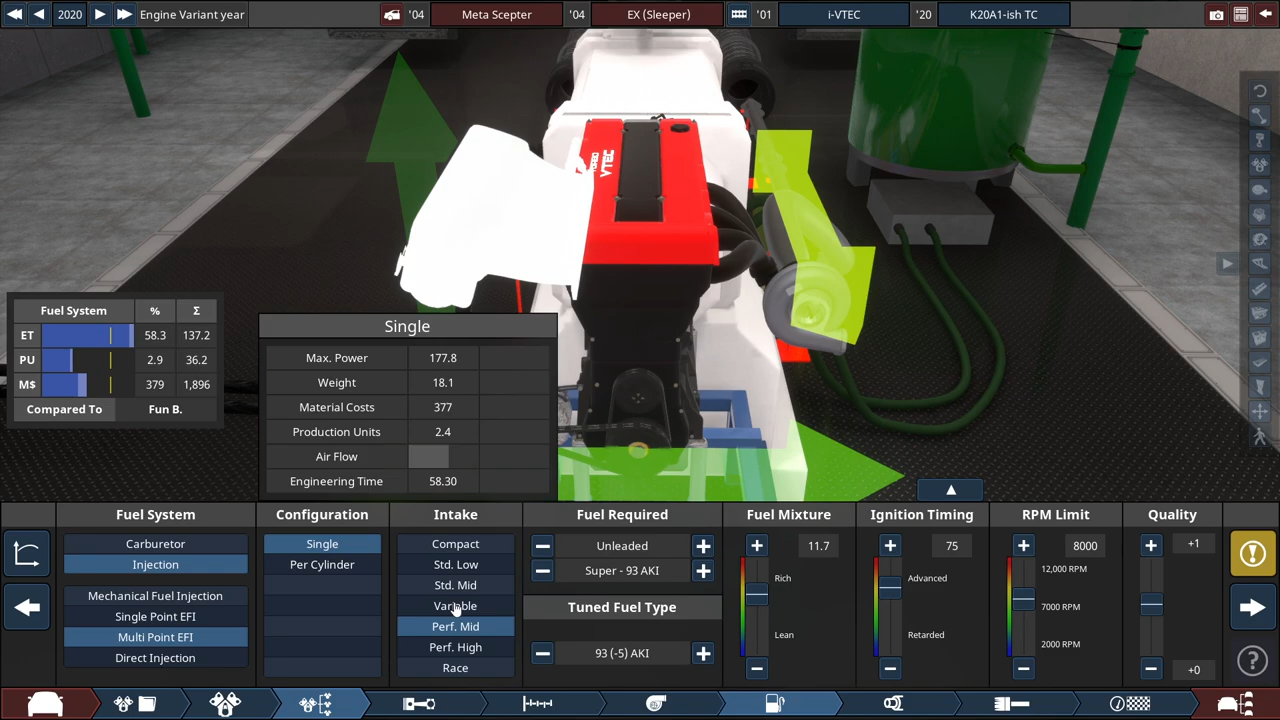 2020 Engine Variant year '04 Meta Scepter '04 EX (Sleeper) '01 i-VTEC '20 K20A1-ish TC
VTEC
Fuel System % Σ
ET 58.3 137.2
PU 2.9 36.2
M$ 379 1,896
Compared To Fun B.
Single
Max. Power 177.8
Weight 18.1
Material Costs 377
Production Units 2.4
Air Flow
Engineering Time 58.30
Fuel System
Carburetor
Injection
Mechanical Fuel Injection
Single Point EFI
Multi Point EFI
Direct Injection
Configuration
Single
Per Cylinder
Intake
Compact
Std. Low
Std. Mid
Variable
Perf. Mid
Perf. High
Race
Fuel Required
Unleaded
Super - 93 AKI
Tuned Fuel Type
93 (-5) AKI
Fuel Mixture
11.7
Rich
Lean
Ignition Timing
75
Advanced
Retarded
RPM Limit
8000
12,000 RPM
7000 RPM
2000 RPM
Quality
+1
+0